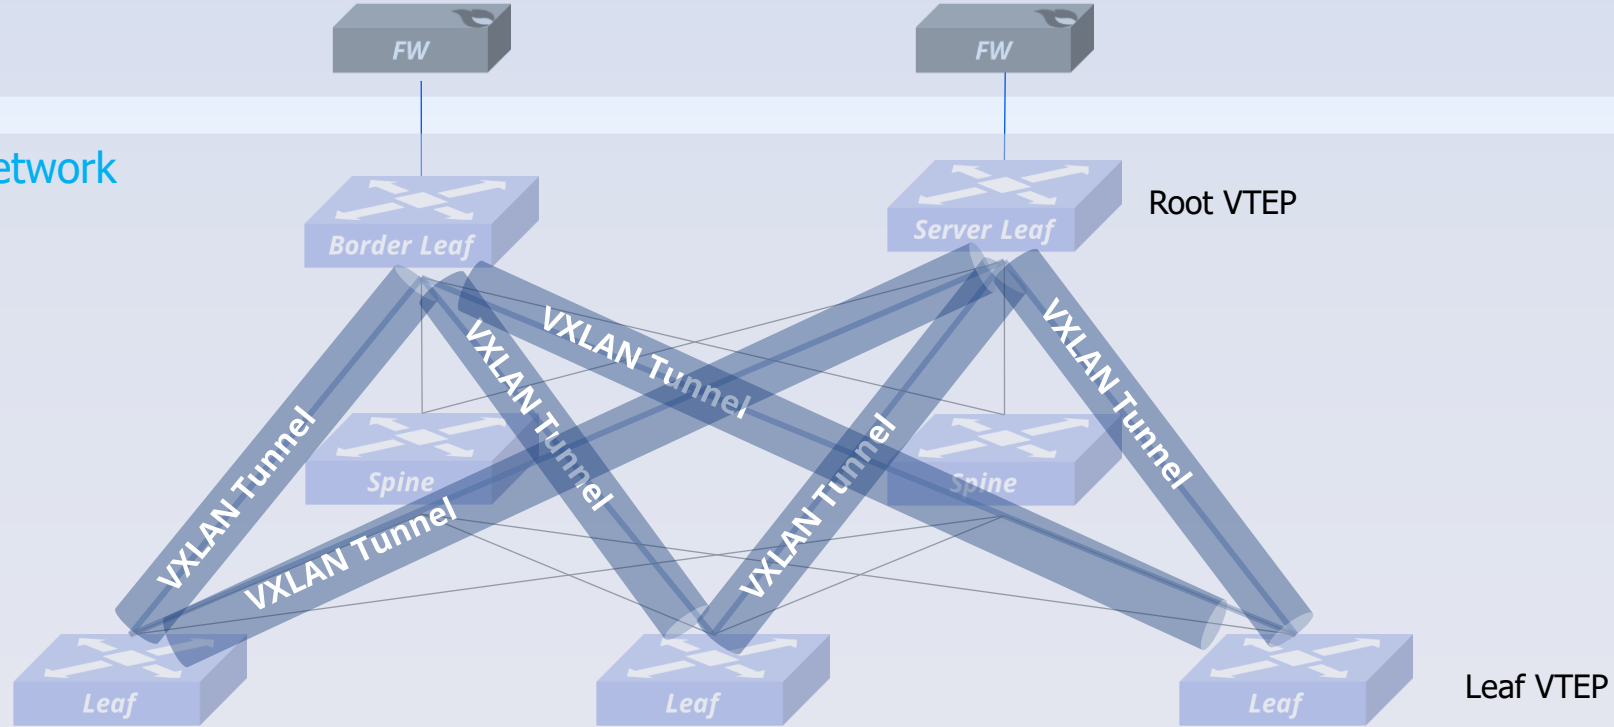 FW
FW
etwork
Border Leaf
Server Leaf
Root VTEP
VXLAN Tunnel
VXLAN Tunnel
VXLAN Tunnel
VXLAN Tunnel
VXLAN Tunnel
VXLAN Tunnel
Spine
Spine
Leaf
Leaf
Leaf
Leaf VTEP